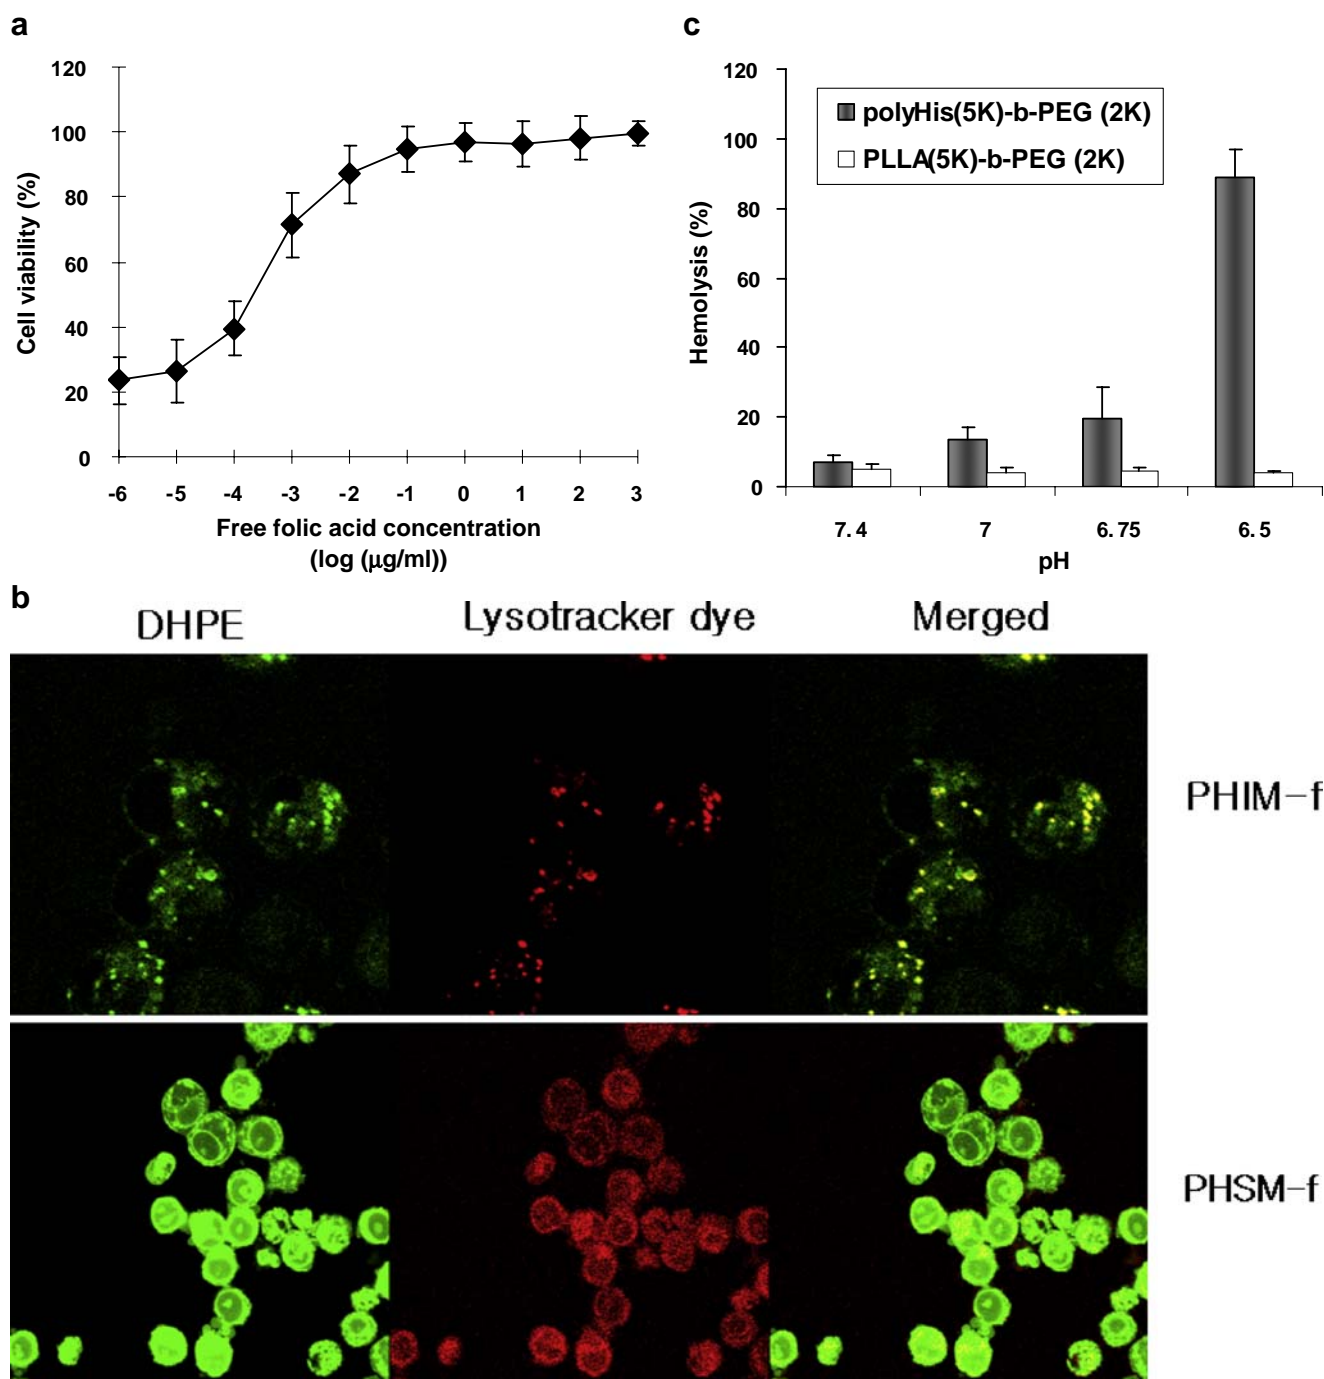 a
120
100
80
60
40
20
0
Cell viability (%)
-6 -5 -4 -3 -2 -1 0 1 2 3
Free folic acid concentration
(log (μg/ml))
c
120
100
80
60
40
20
0
Hemolysis (%)
polyHis(5K)-b-PEG (2K)
PLLA(5K)-b-PEG (2K)
7.4 7 6.75 6.5
pH
b
DHPE Lysotracker dye Merged
PHIM-f
PHSM-f